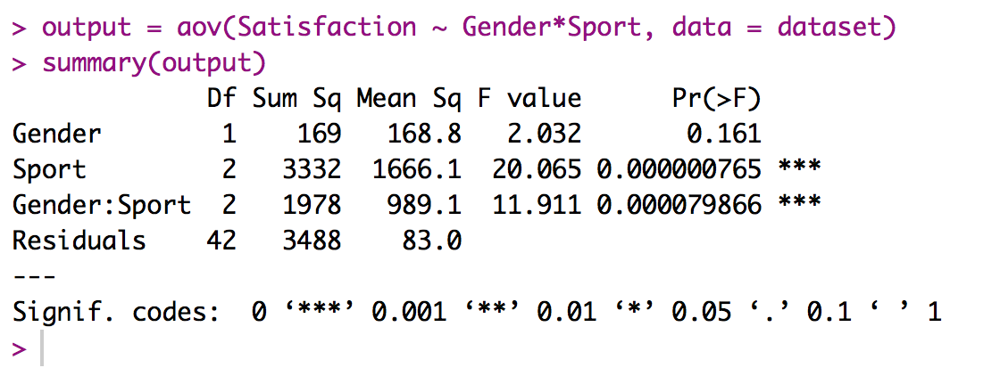 > output = aov(Satisfaction ~ Gender*Sport, data = dataset)
> summary(output)
             Df Sum Sq Mean Sq F value      Pr(>F)
Gender        1    169   168.8   2.032       0.161
Sport         2   3332  1666.1  20.065 0.000000765 ***
Gender:Sport  2   1978   989.1  11.911 0.000079866 ***
Residuals    42   3488    83.0
---
Signif. codes:  0 ‘***’ 0.001 ‘**’ 0.01 ‘*’ 0.05 ‘.’ 0.1 ‘ ’ 1
>